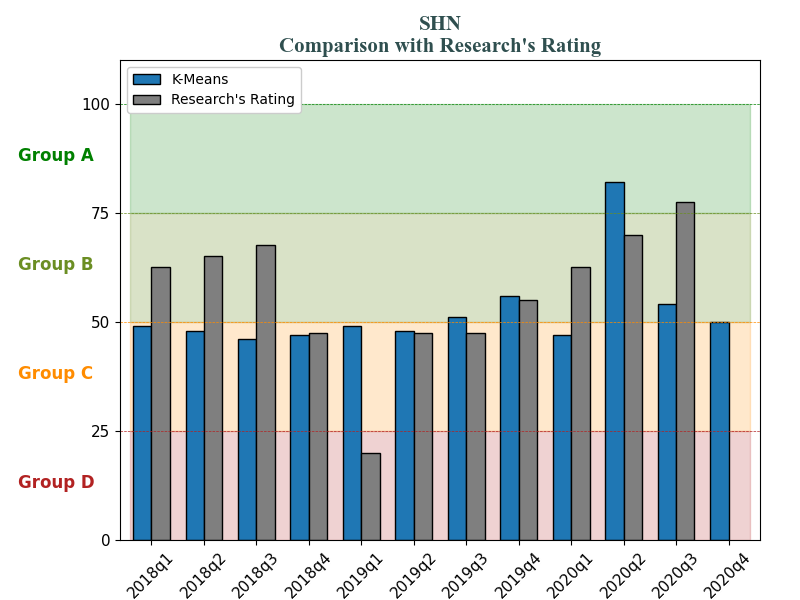 SHN
Comparison with Research's Rating
K-Means
Research's Rating
100
Group A
75
Group B
50
Group C
25
Group D
0
2018q1
2018q2
2018q3
2018q4
2019q1
2019q2
2019q3
2019q4
2020q1
2020q2
2020q3
2020q4